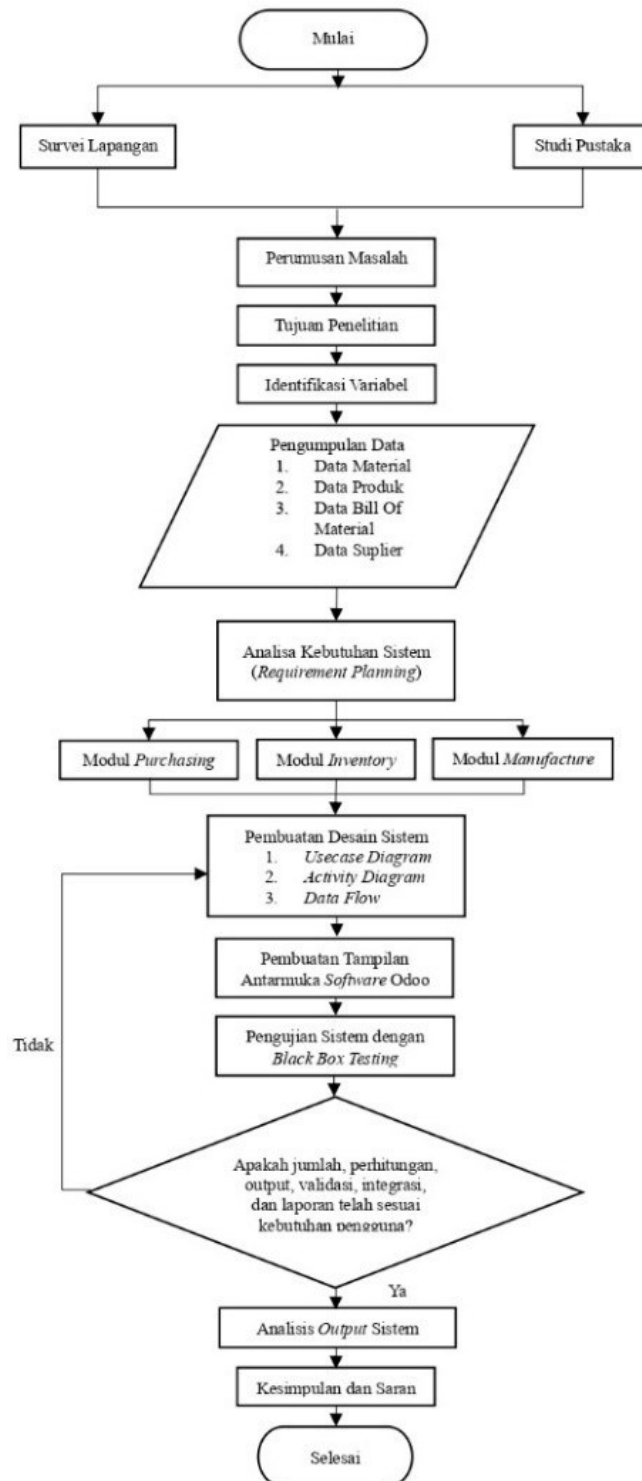 Mulai
Survei Lapangan
Studi Pustaka
Perumusan Masalah
Tujuan Penelitian
Identifikasi Variabel
Pengumpulan Data
1. Data Material
2. Data Produk
3. Data Bill Of
Material
4. Data Suplier
Analisa Kebutuhan Sistem
(Requirement Planning)
Modul Purchasing
Modul Inventory
Modul Manufacture
Pembuatan Desain Sistem
1. Usecase Diagram
2. Activity Diagram
3. Data Flow
Pembuatan Tampilan
Antarmuka Software Odoo
Pengujian Sistem dengan
Black Box Testing
Tidak
Apakah jumlah, perhitungan,
output, validasi, integrasi,
dan laporan telah sesuai
kebutuhan pengguna?
Ya
Analisis Output Sistem
Kesimpulan dan Saran
Selesai